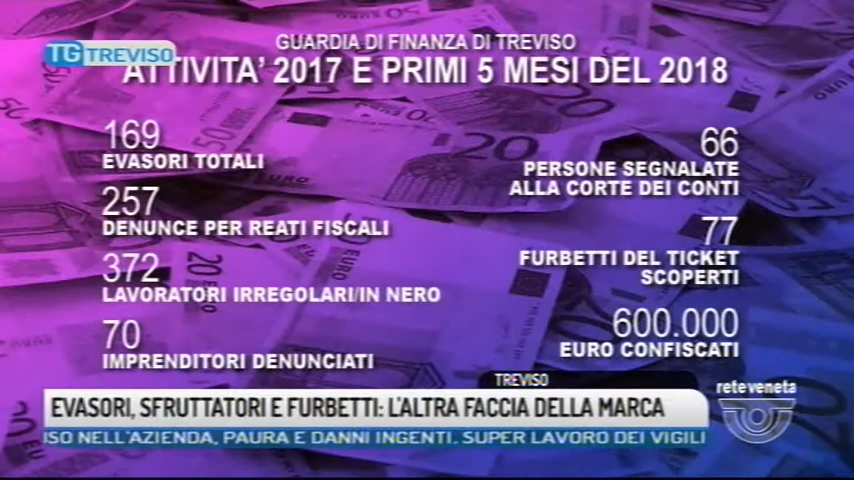 GUARDIA DI FINANZA DI TREVISO
TG TREVISO
ATTIVITA' 2017 E PRIMI 5 MESI DEL 2018
169
EVASORI TOTALI
257
DENUNCE PER REATI FISCALI
372
LAVORATORI IRREGOLARI/IN NERO
70
IMPRENDITORI DENUNCIATI
66
PERSONE SEGNALATE
ALLA CORTE DEI CONTI
77
FURBETTI DEL TICKET
SCOPERTI
600.000
EURO CONFISCATI
TREVISO
EVASORI, SFRUTTATORI E FURBETTI: L'ALTRA FACCIA DELLA MARCA
reteveneta
ISO NELL'AZIENDA, PAURA E DANNI INGENTI. SUPER LAVORO DEI VIGILI